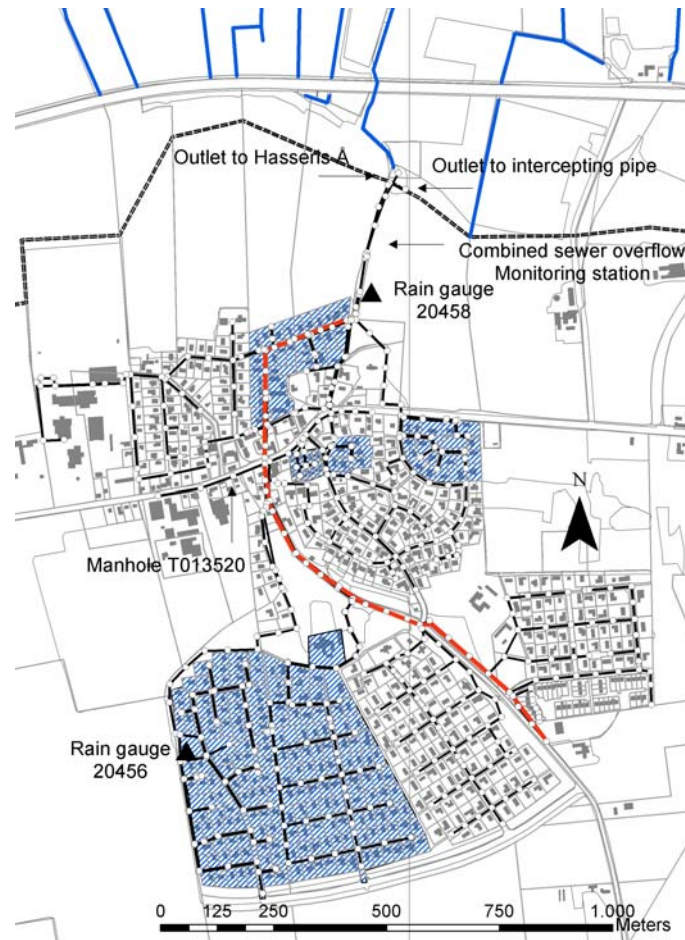 Outlet to Hasseris Å
Outlet to intercepting pipe
Combined sewer overflow
Monitoring station
Rain gauge
20458
N
Manhole T013520
Rain gauge
20456
0 125 250 500 750 1.000
Meters